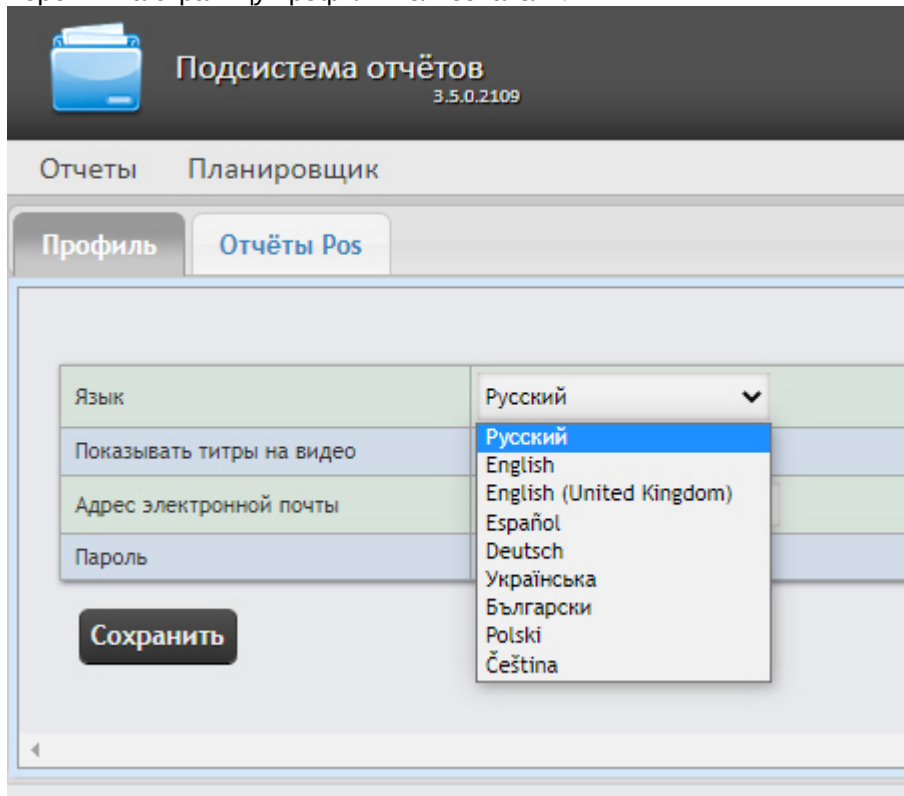 Подсистема отчётов
3.5.0.2109
Отчеты Планировщик
Профиль Отчёты Pos
Язык Русский
Показывать титры на видео
Адрес электронной почты
Пароль
Русский
English
English (United Kingdom)
Español
Deutsch
Українська
Български
Polski
Čeština
Сохранить